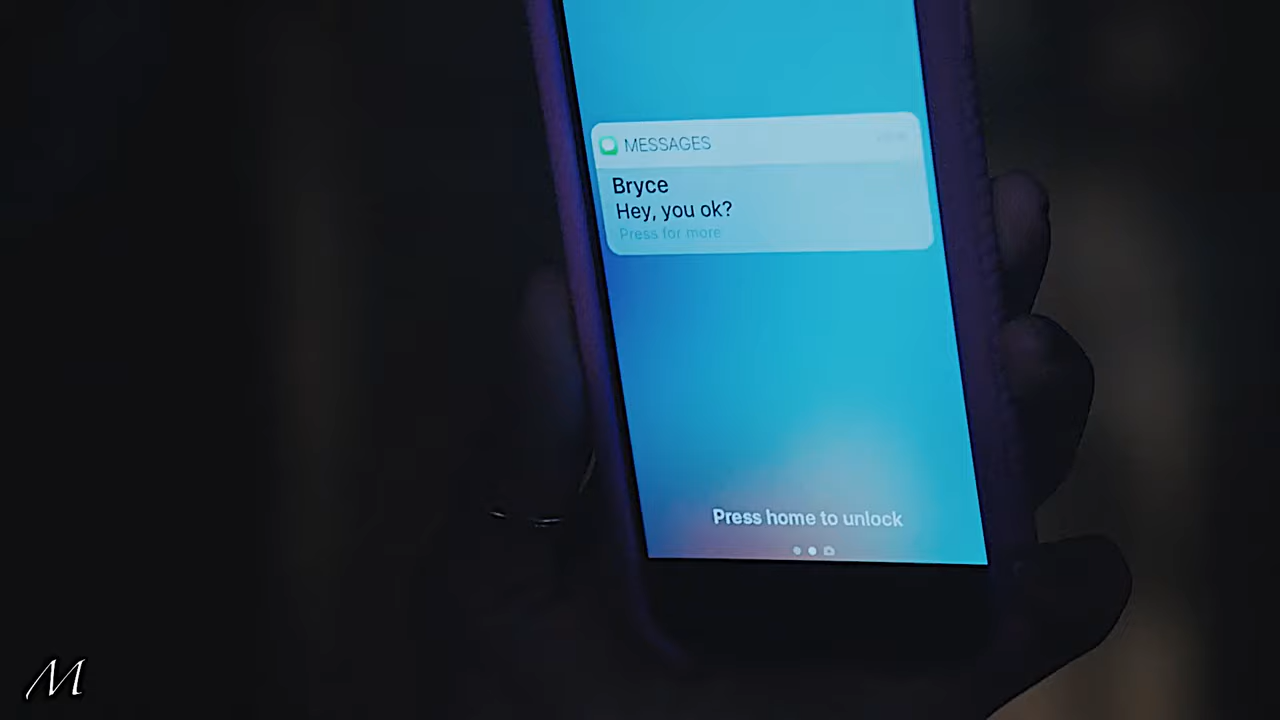 MESSAGES
Bryce
Hey, you ok?
Press for more
Press home to unlock
M